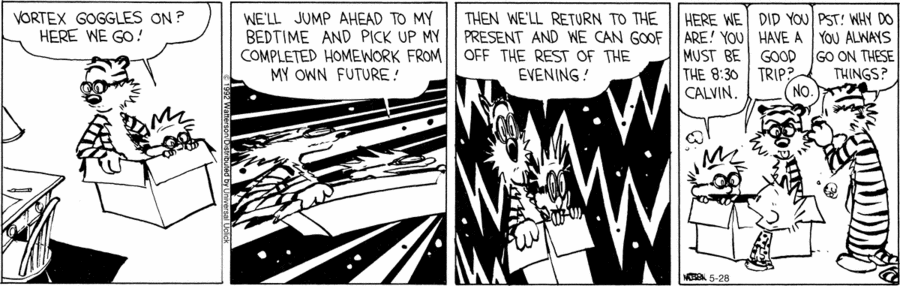 VORTEX GOGGLES ON?
HERE WE GO!
WE'LL JUMP AHEAD TO MY
BEDTIME AND PICK UP MY
COMPLETED HOMEWORK FROM
MY OWN FUTURE!
© 1992 Watterson/Distributed by Universal Uclick
THEN WE'LL RETURN TO THE
PRESENT AND WE CAN GOOF
OFF THE REST OF THE
EVENING!
HERE WE
ARE! YOU
MUST BE
THE 8:30
CALVIN.
DID YOU
HAVE A
GOOD
TRIP?
NO.
PST! WHY DO
YOU ALWAYS
GO ON THESE
THINGS?
WATTERSON 5-28